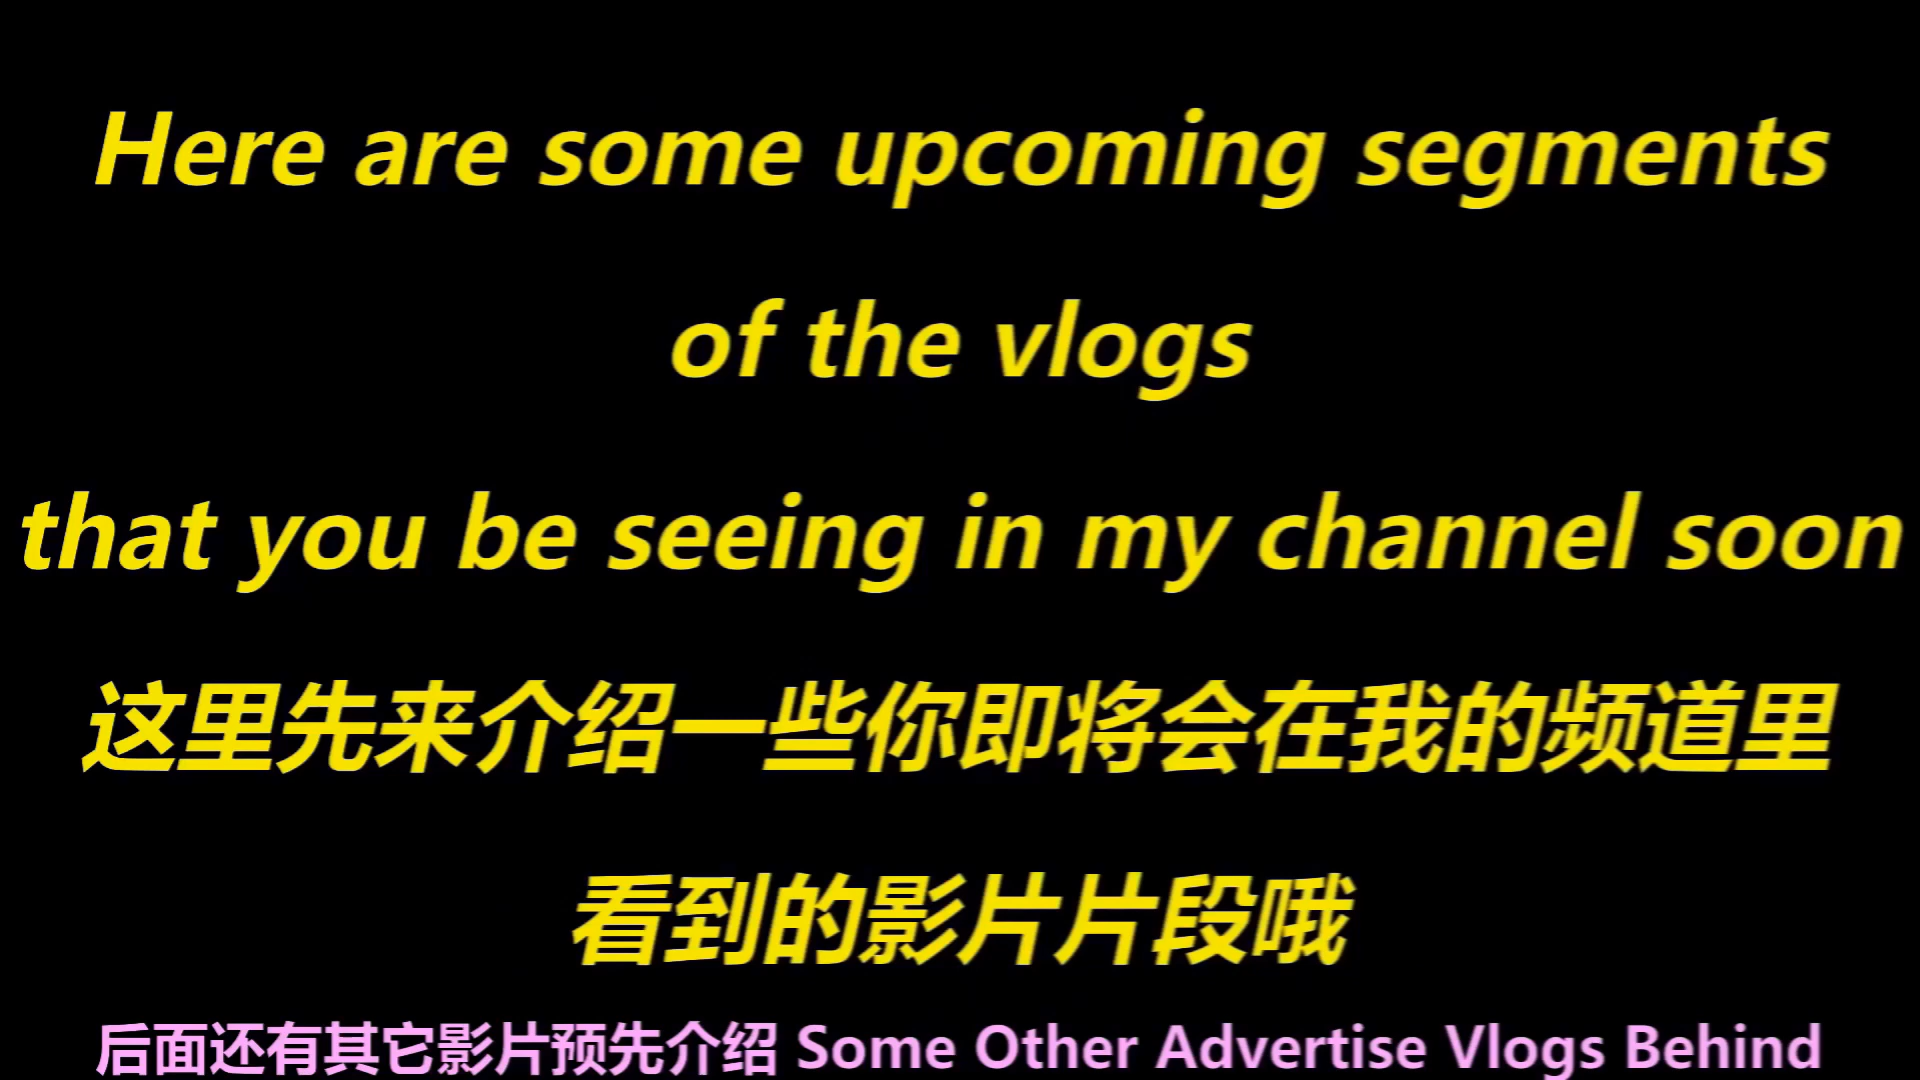 Here are some upcoming segments
of the vlogs
that you be seeing in my channel soon
这里先来介绍一些你即将会在我的频道里
看到的影片片段哦
后面还有其它影片预先介绍 Some Other Advertise Vlogs Behind